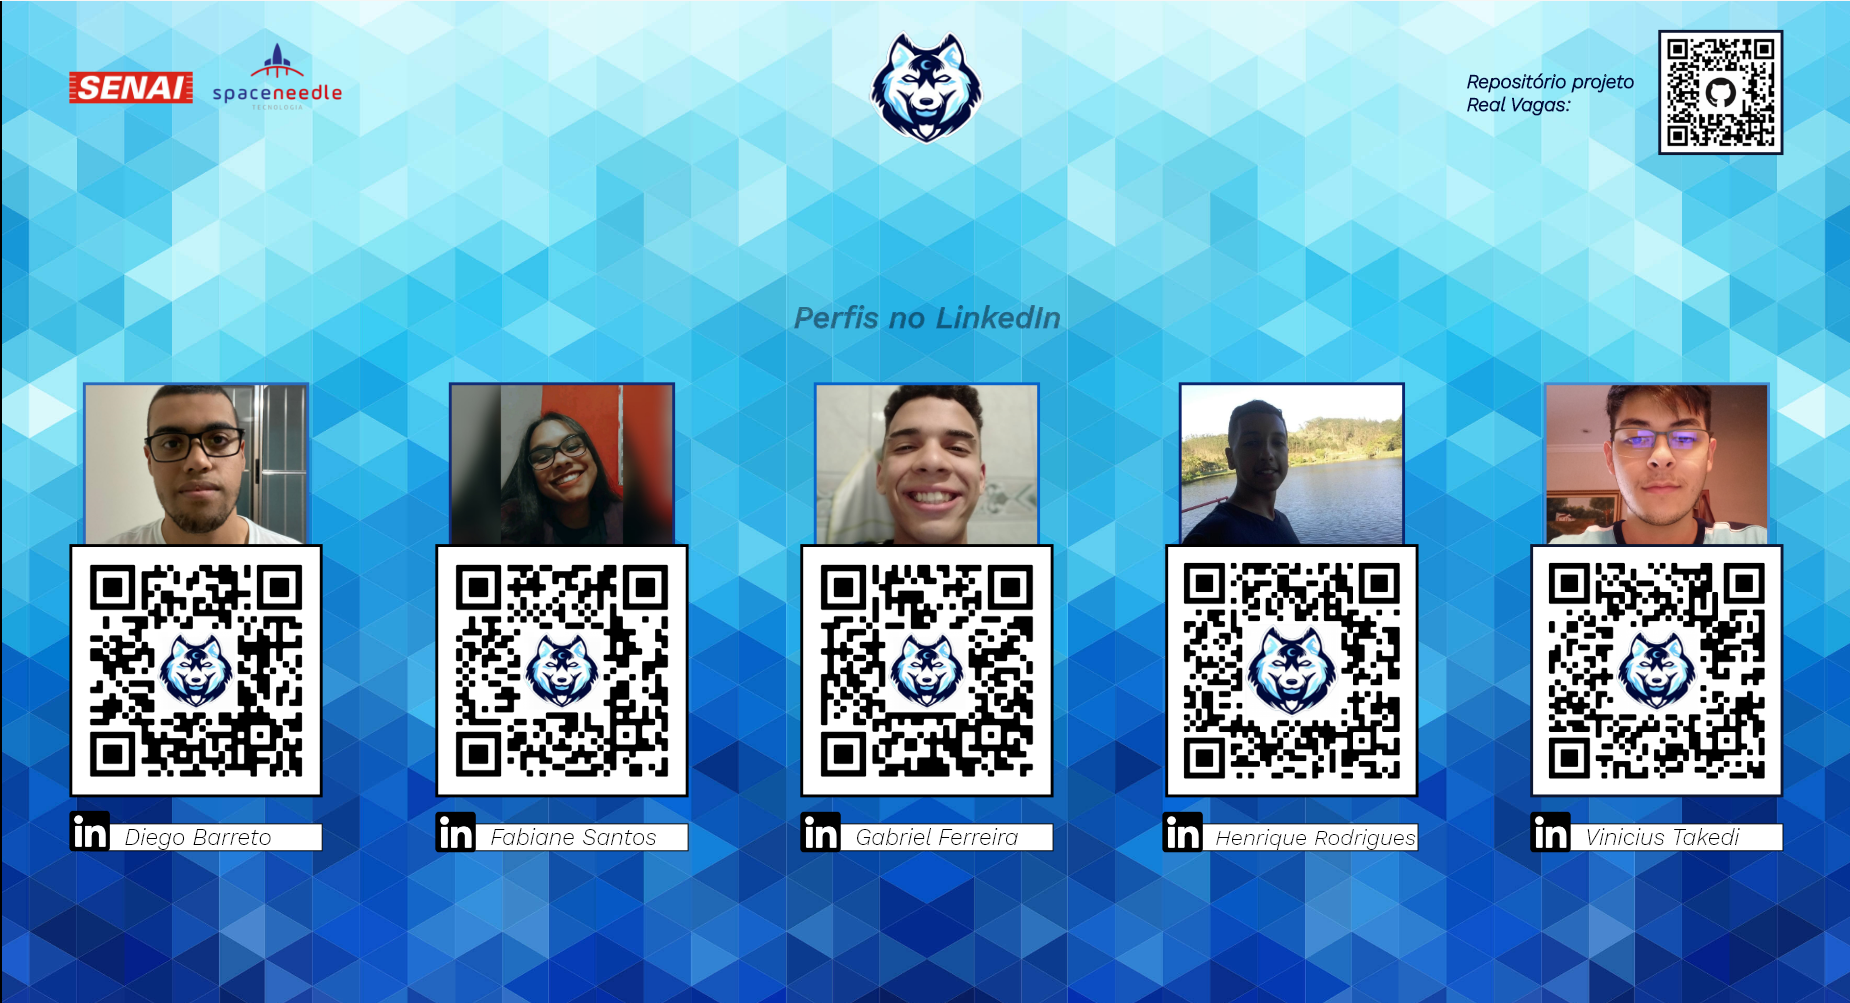 SENAI
spaceneedle
TECNOLOGIA
Repositório projeto
Real Vagas:
Perfis no LinkedIn
in Diego Barreto
in Fabiane Santos
in Gabriel Ferreira
in Henrique Rodrigues
in Vinicius Takedi